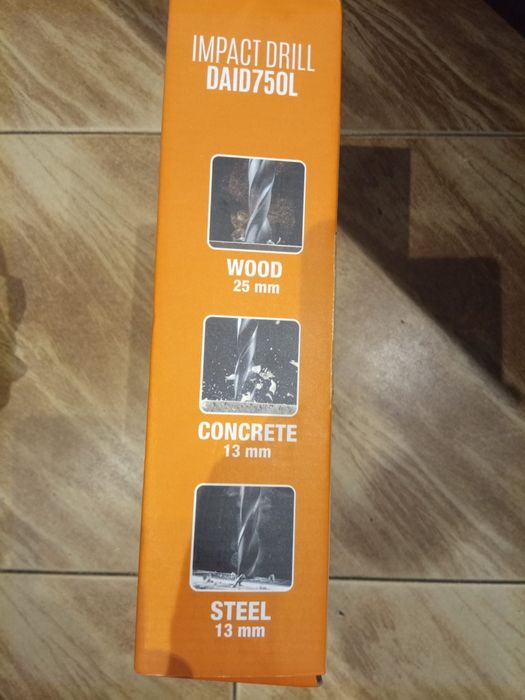 IMPACT DRILL
DAID750L
WOOD
25 mm
CONCRETE
13 mm
STEEL
13 mm